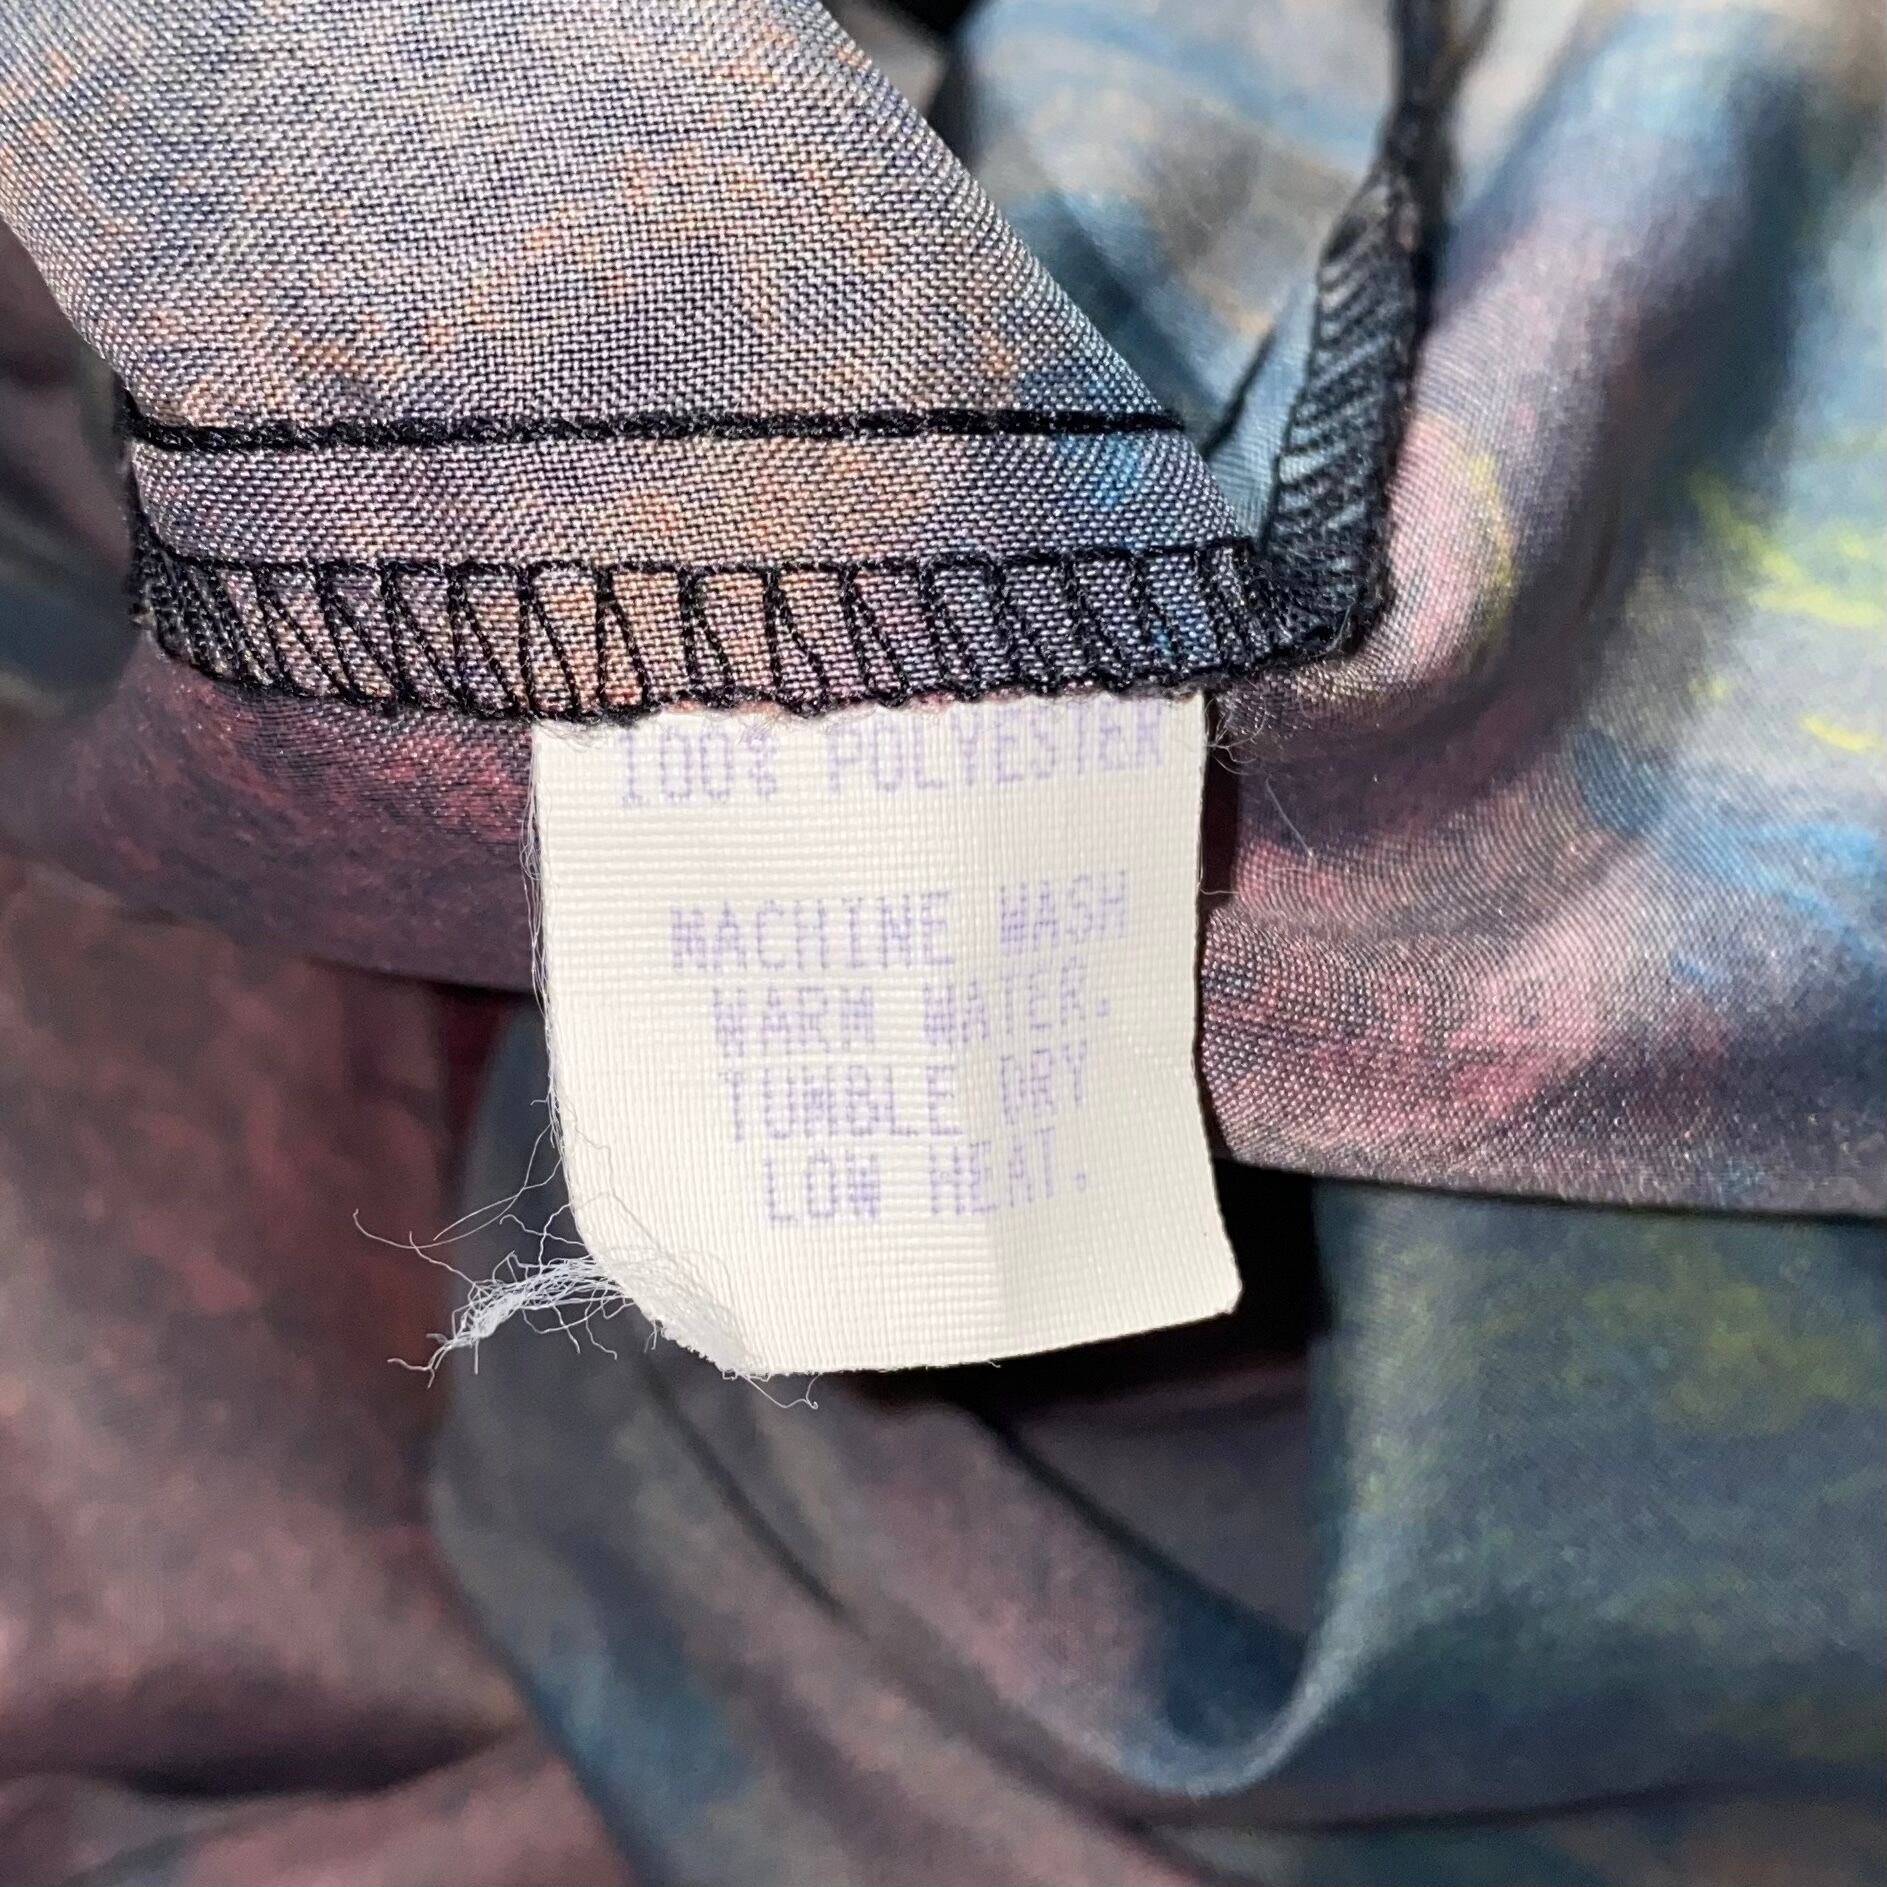 100% POLYESTER
MACHINE WASH
WARM WATER.
TUMBLE DRY
LOW HEAT.